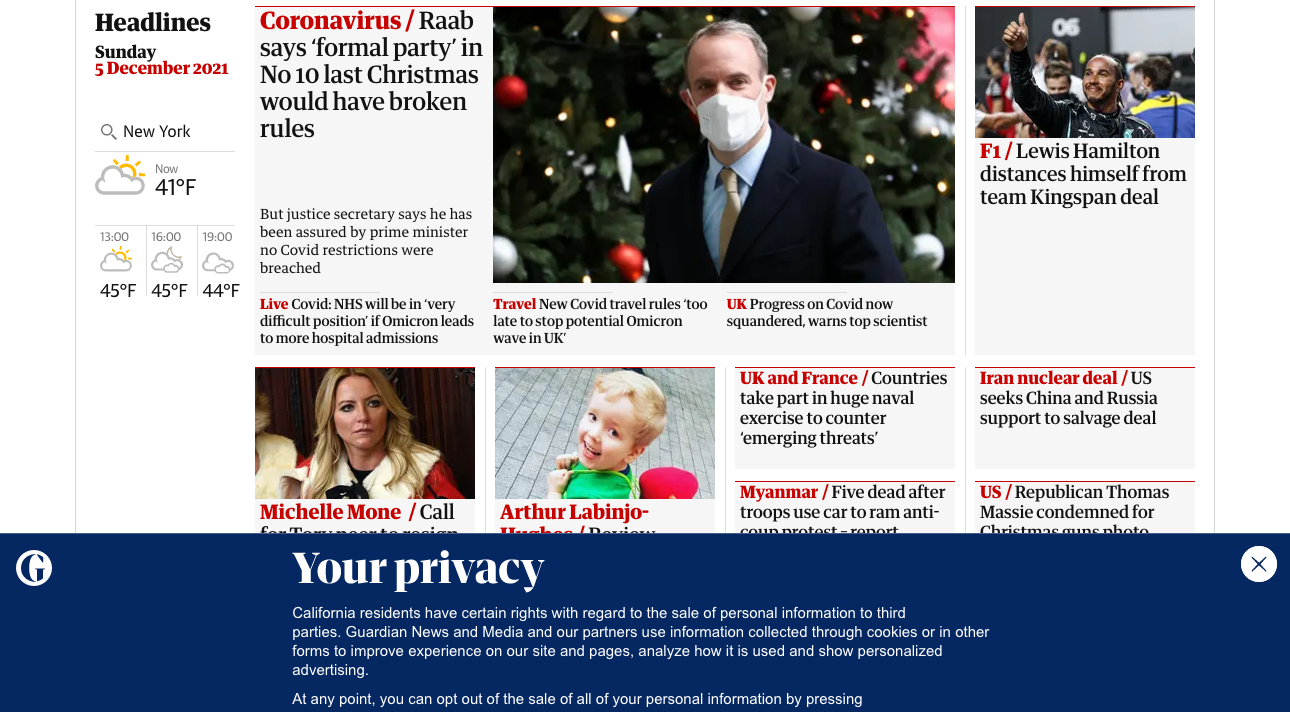 Headlines
Sunday
5 December 2021
New York
Now
41°F
13:00
16:00
19:00
45°F
45°F
44°F
Coronavirus / Raab
says ‘formal party’ in
No 10 last Christmas
would have broken
rules
But justice secretary says he has
been assured by prime minister
no Covid restrictions were
breached
Live Covid: NHS will be in ‘very
difficult position’ if Omicron leads
to more hospital admissions
Travel New Covid travel rules ‘too
late to stop potential Omicron
wave in UK’
UK Progress on Covid now
squandered, warns top scientist
06
F1 / Lewis Hamilton
distances himself from
team Kingspan deal
Michelle Mone / Call
for Tory peer to resign
Arthur Labinjo-
Hughes / Review
UK and France / Countries
take part in huge naval
exercise to counter
‘emerging threats’
Iran nuclear deal / US
seeks China and Russia
support to salvage deal
Myanmar / Five dead after
troops use car to ram anti-
coup protest – report
US / Republican Thomas
Massie condemned for
Christmas guns photo
G
Your privacy
California residents have certain rights with regard to the sale of personal information to third
parties. Guardian News and Media and our partners use information collected through cookies or in other
forms to improve experience on our site and pages, analyze how it is used and show personalized
advertising.
At any point, you can opt out of the sale of all of your personal information by pressing